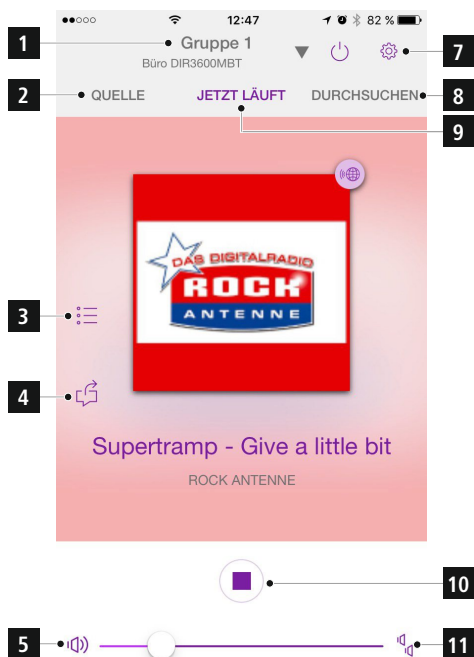 12:47
82 %
1
Gruppe 1
Büro DIR3600MBT
7
2
QUELLE
JETZT LÄUFT
DURCHSUCHEN
8
9
DAS DIGITALRADIO
ROCK
ANTENNE
3
4
Supertramp - Give a little bit
ROCK ANTENNE
10
5
11